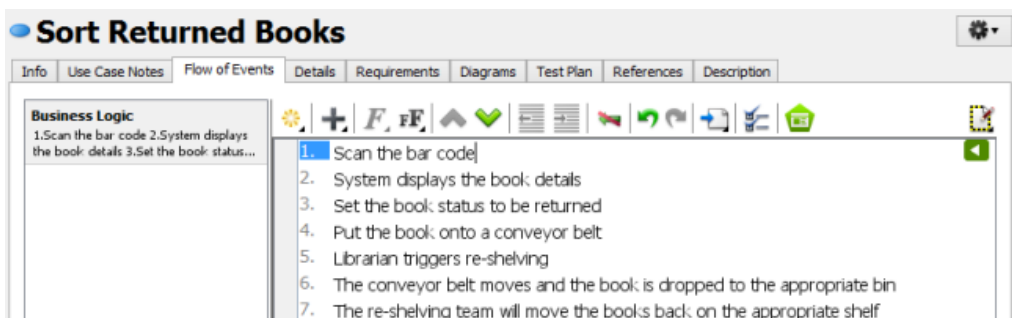 Sort Returned Books
Info Use Case Notes Flow of Events Details Requirements Diagrams Test Plan References Description
Business Logic
1.Scan the bar code 2.System displays
the book details 3.Set the book status...
F FF
1. Scan the bar code
2. System displays the book details
3. Set the book status to be returned
4. Put the book onto a conveyor belt
5. Librarian triggers re-shelving
6. The conveyor belt moves and the book is dropped to the appropriate bin
7. The re-shelving team will move the books back on the appropriate shelf